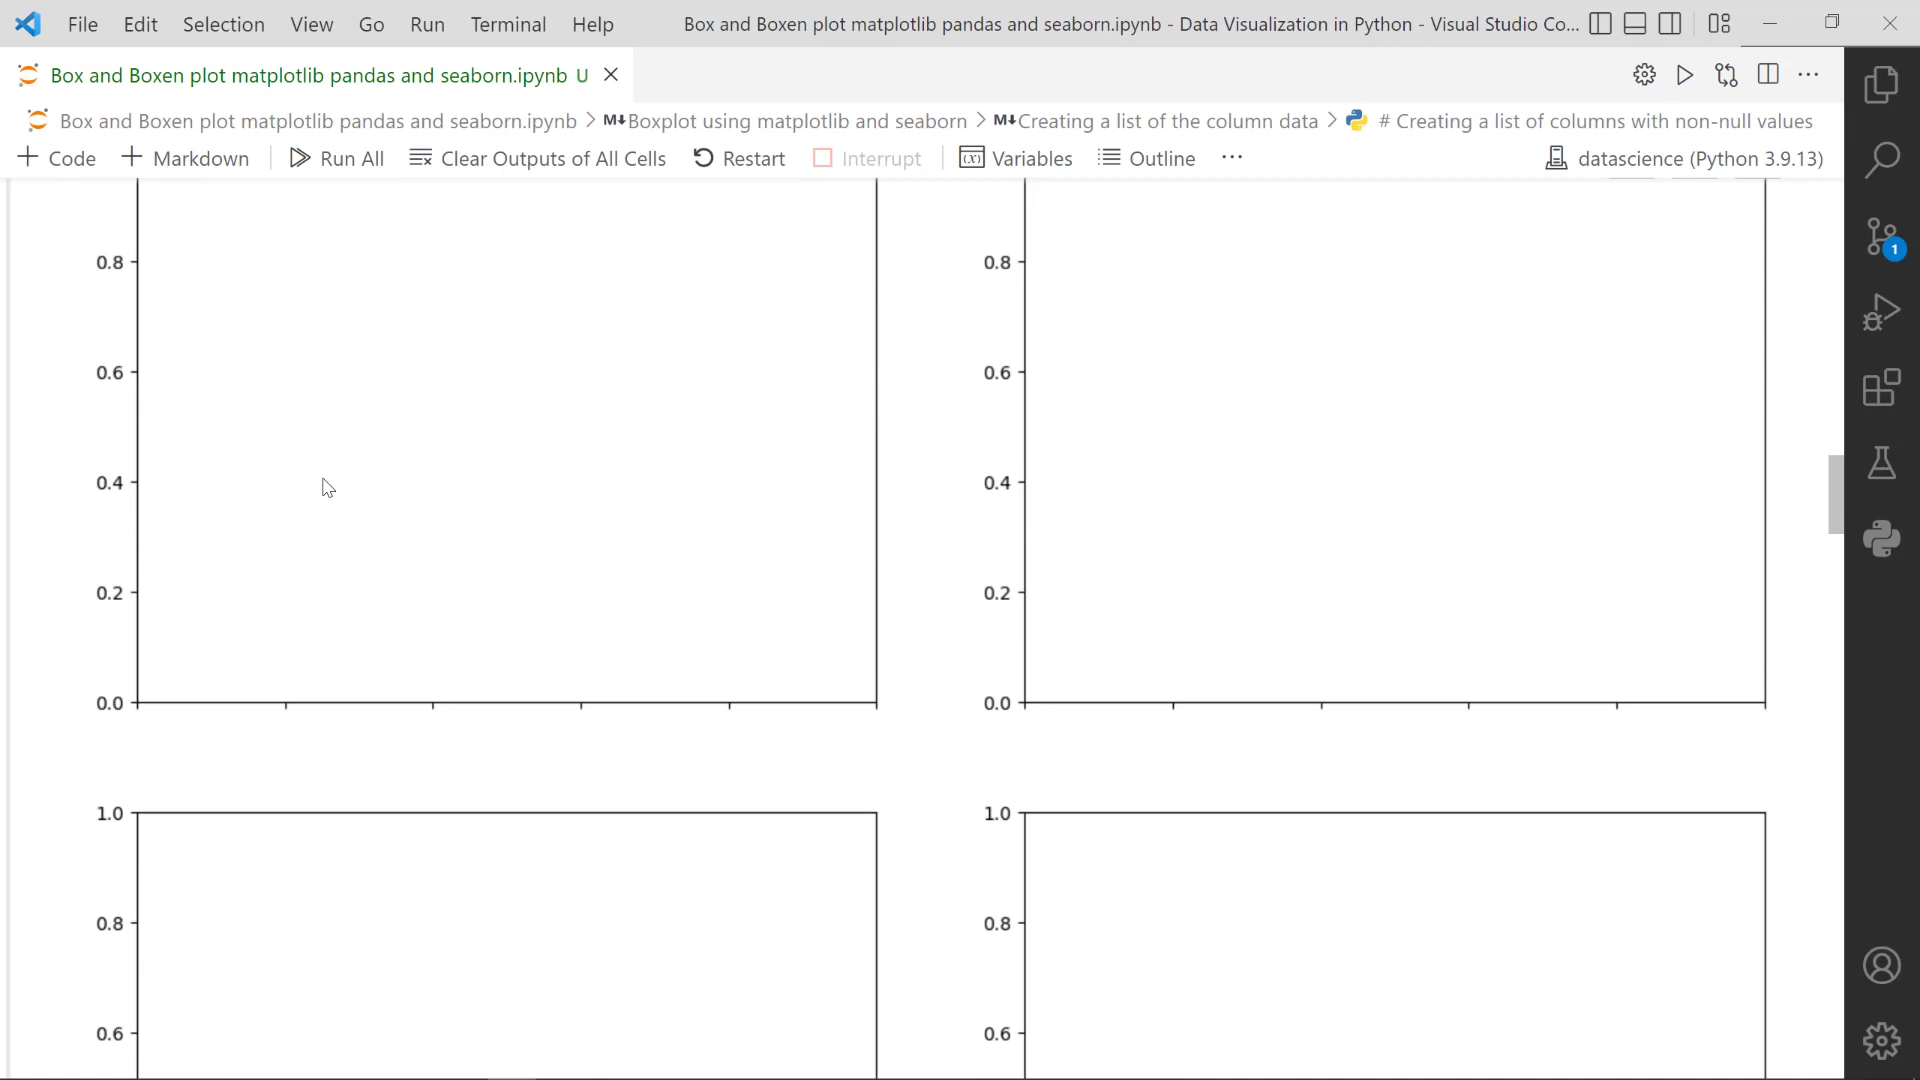 File Edit Selection View Go Run Terminal Help Box and Boxen plot matplotlib pandas and seaborn.ipynb - Data Visualization in Python - Visual Studio Co...
Box and Boxen plot matplotlib pandas and seaborn.ipynb U
Box and Boxen plot matplotlib pandas and seaborn.ipynb > M↓Boxplot using matplotlib and seaborn > M↓Creating a list of the column data > # Creating a list of columns with non-null values
+ Code + Markdown Run All Clear Outputs of All Cells Restart Interrupt (x) Variables Outline ... datascience (Python 3.9.13)
1
0.8 0.8
0.6 0.6
0.4 0.4
0.2 0.2
0.0 0.0
1.0 1.0
0.8 0.8
0.6 0.6